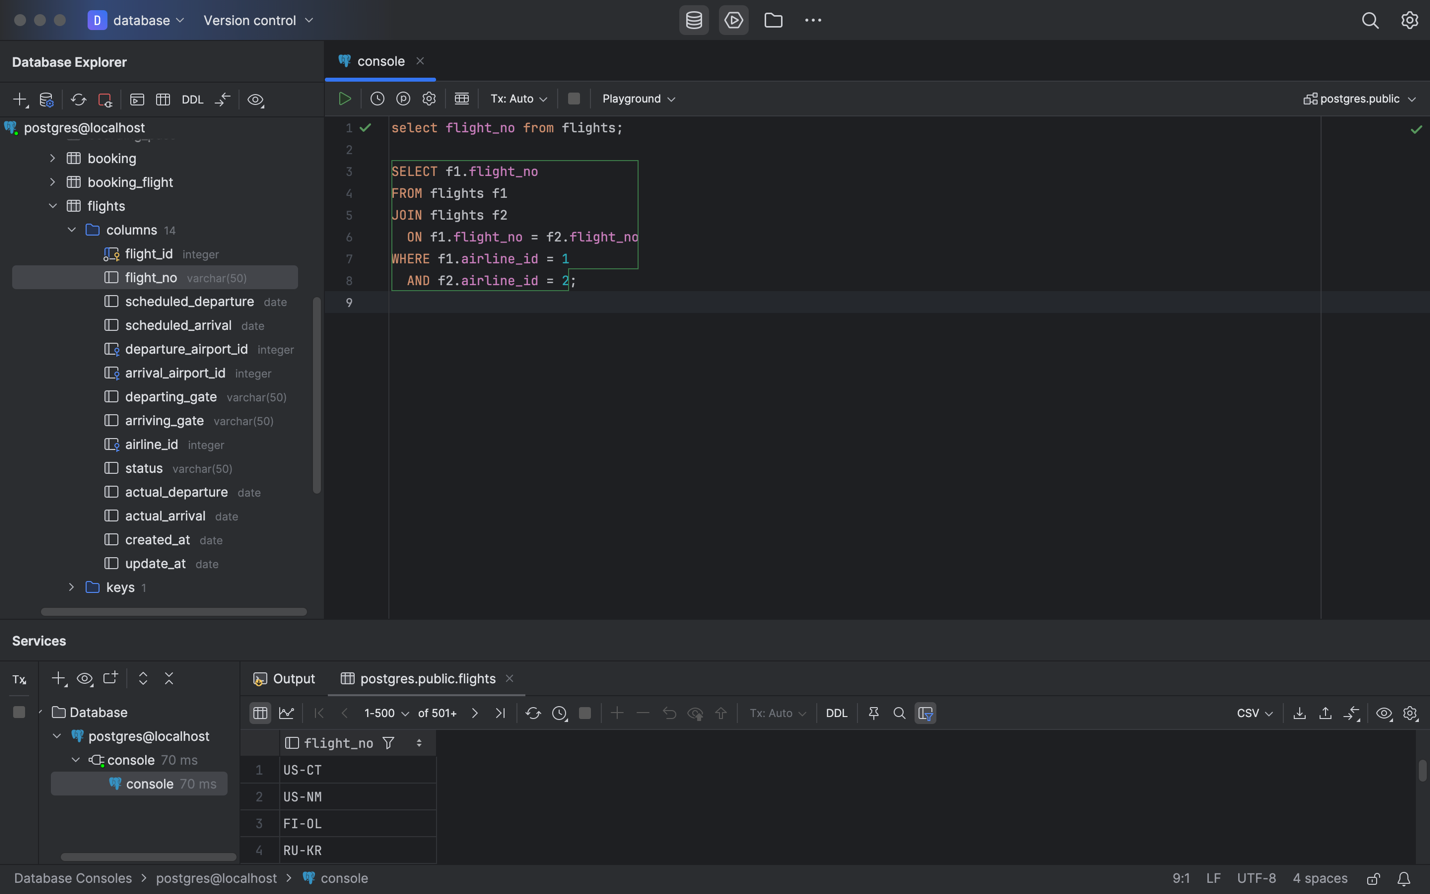 D database Version control
Database Explorer
DDL
postgres@localhost
booking
booking_flight
flights
columns 14
flight_id integer
flight_no varchar(50)
scheduled_departure date
scheduled_arrival date
departure_airport_id integer
arrival_airport_id integer
departing_gate varchar(50)
arriving_gate varchar(50)
airline_id integer
status varchar(50)
actual_departure date
actual_arrival date
created_at date
update_at date
keys 1
console
Tx: Auto Playground postgres.public
1 select flight_no from flights;
2
3 SELECT f1.flight_no
4 FROM flights f1
5 JOIN flights f2
6 ON f1.flight_no = f2.flight_no
7 WHERE f1.airline_id = 1
8 AND f2.airline_id = 2;
9
Services
Tx
Database
postgres@localhost
console 70 ms
console 70 ms
Output postgres.public.flights
1-500 of 501+ Tx: Auto DDL CSV
flight_no
1 US-CT
2 US-NM
3 FI-OL
4 RU-KR
Database Consoles > postgres@localhost > console 9:1 LF UTF-8 4 spaces